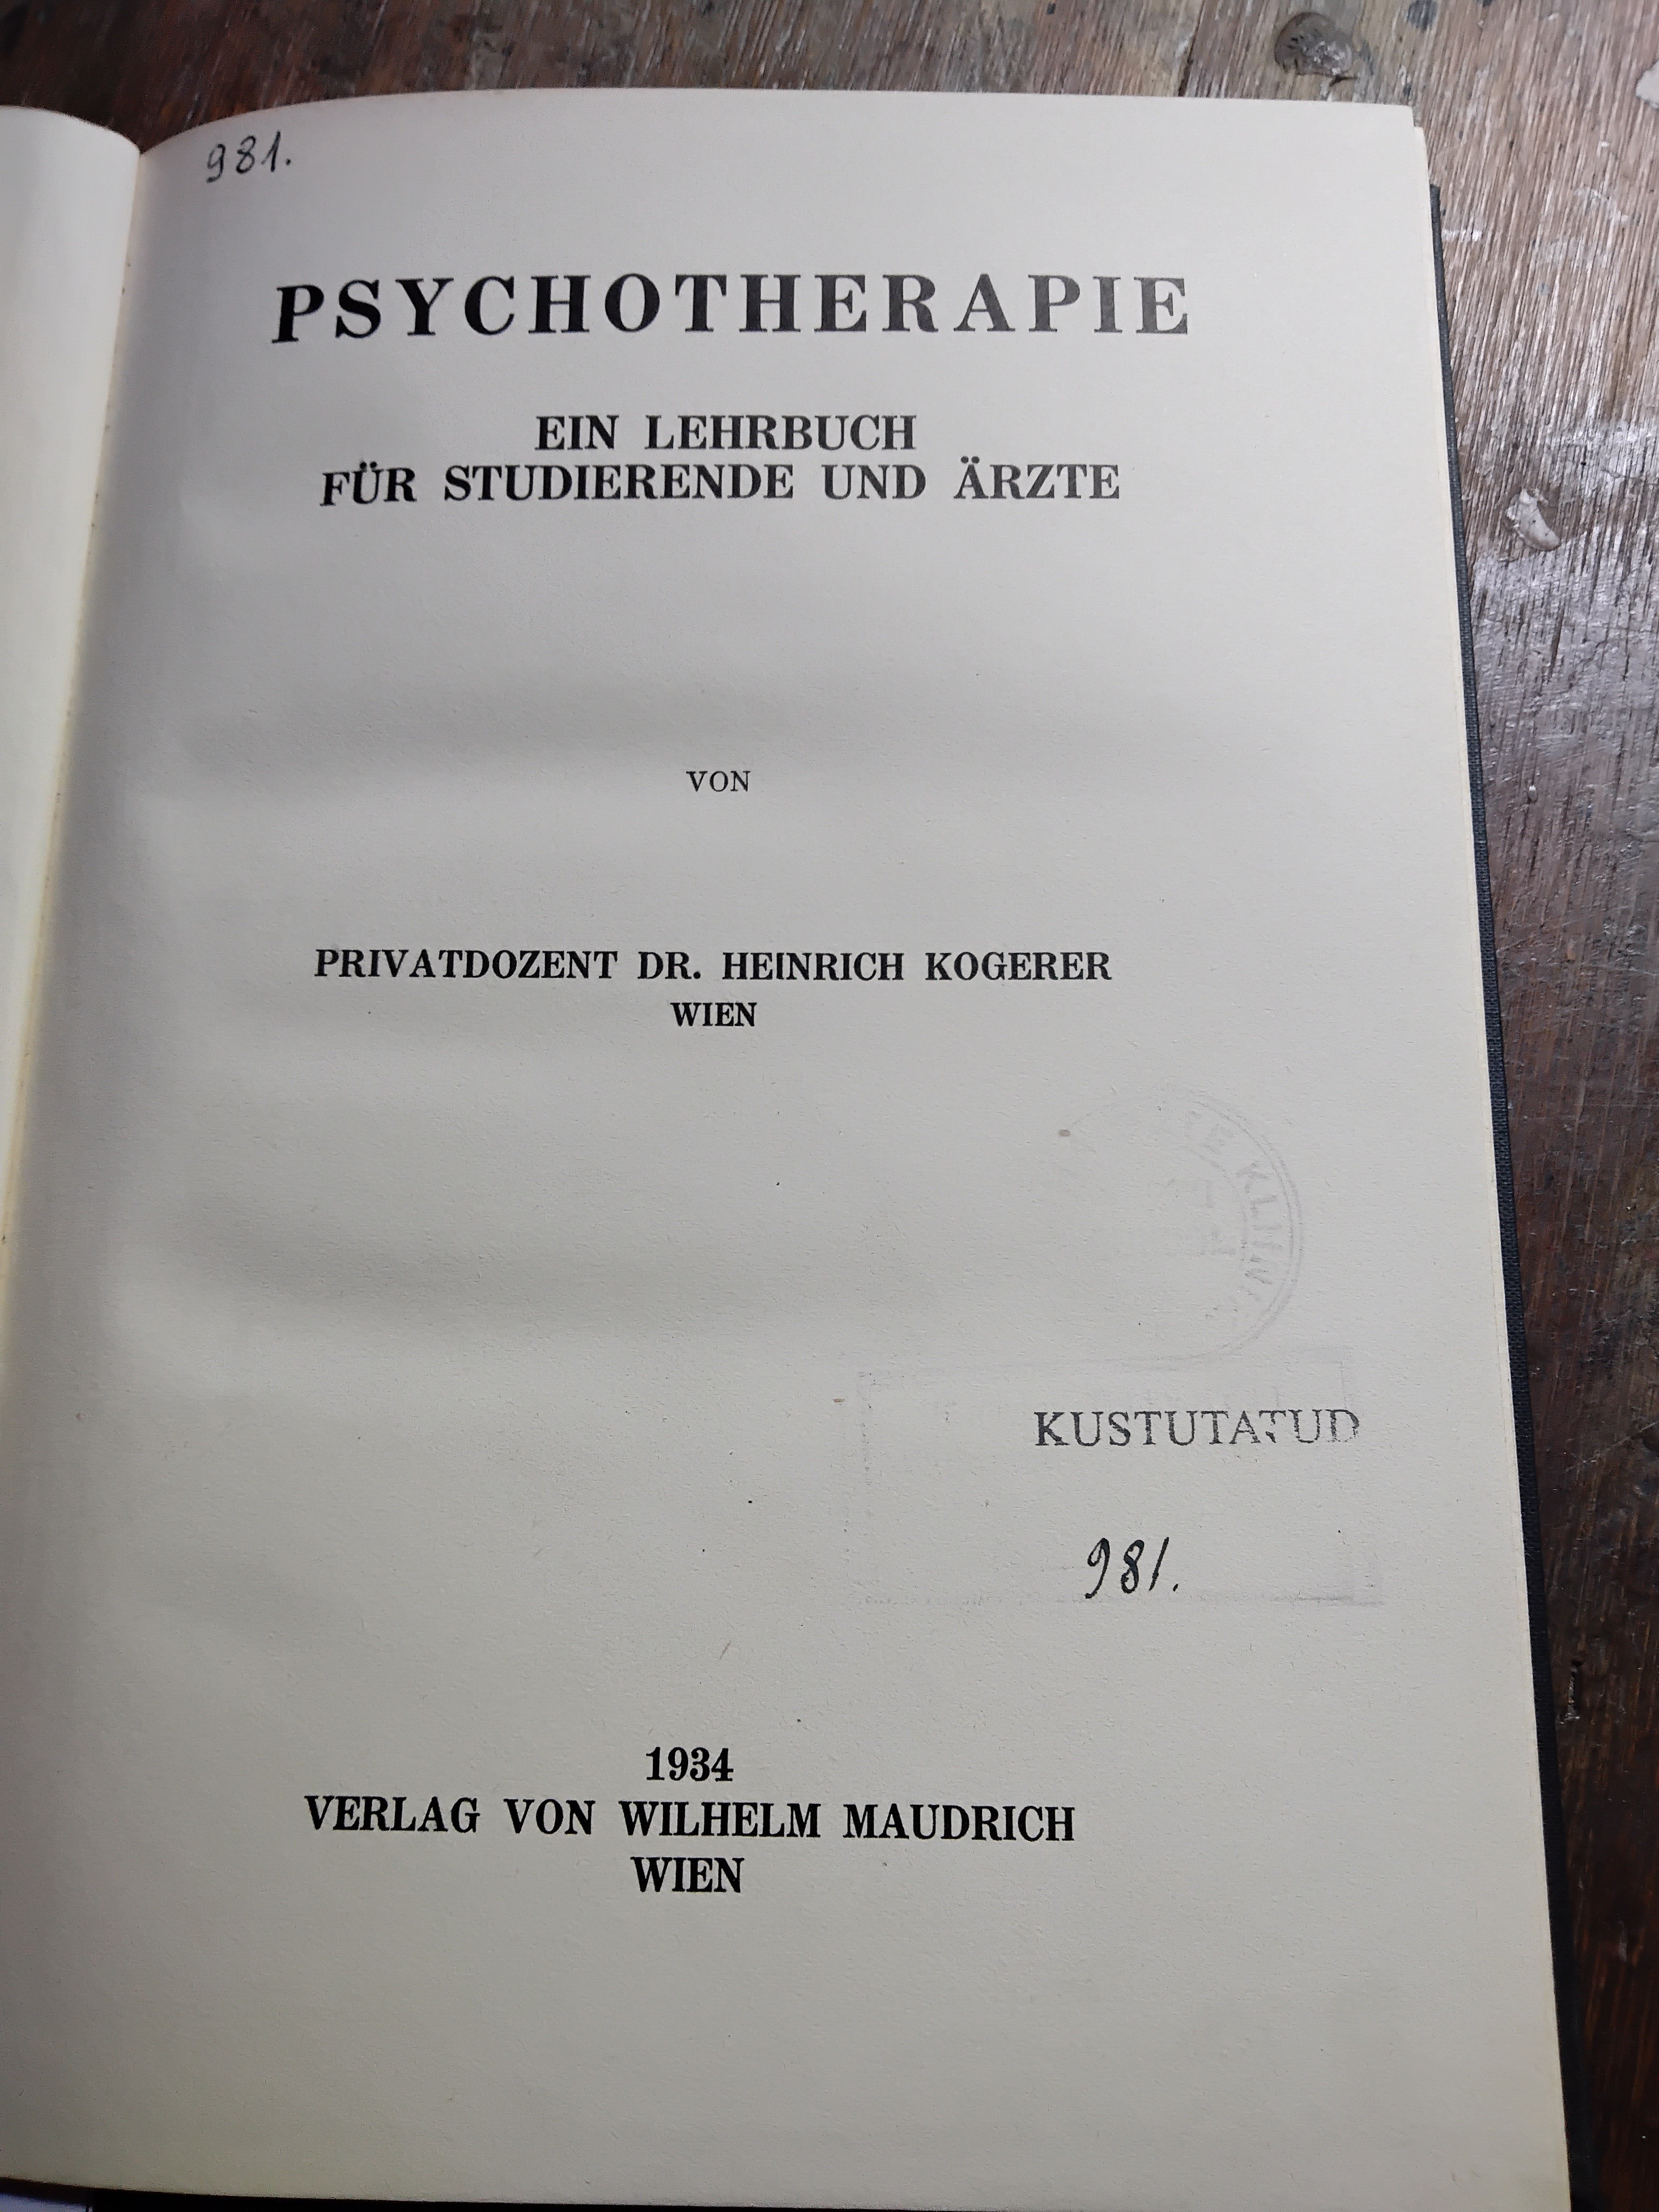 981.
PSYCHOTHERAPIE
EIN LEHRBUCH
FÜR STUDIERENDE UND ÄRZTE
VON
PRIVATDOZENT DR. HEINRICH KOGERER
WIEN
KUSTUTATUD
981.
1934
VERLAG VON WILHELM MAUDRICH
WIEN